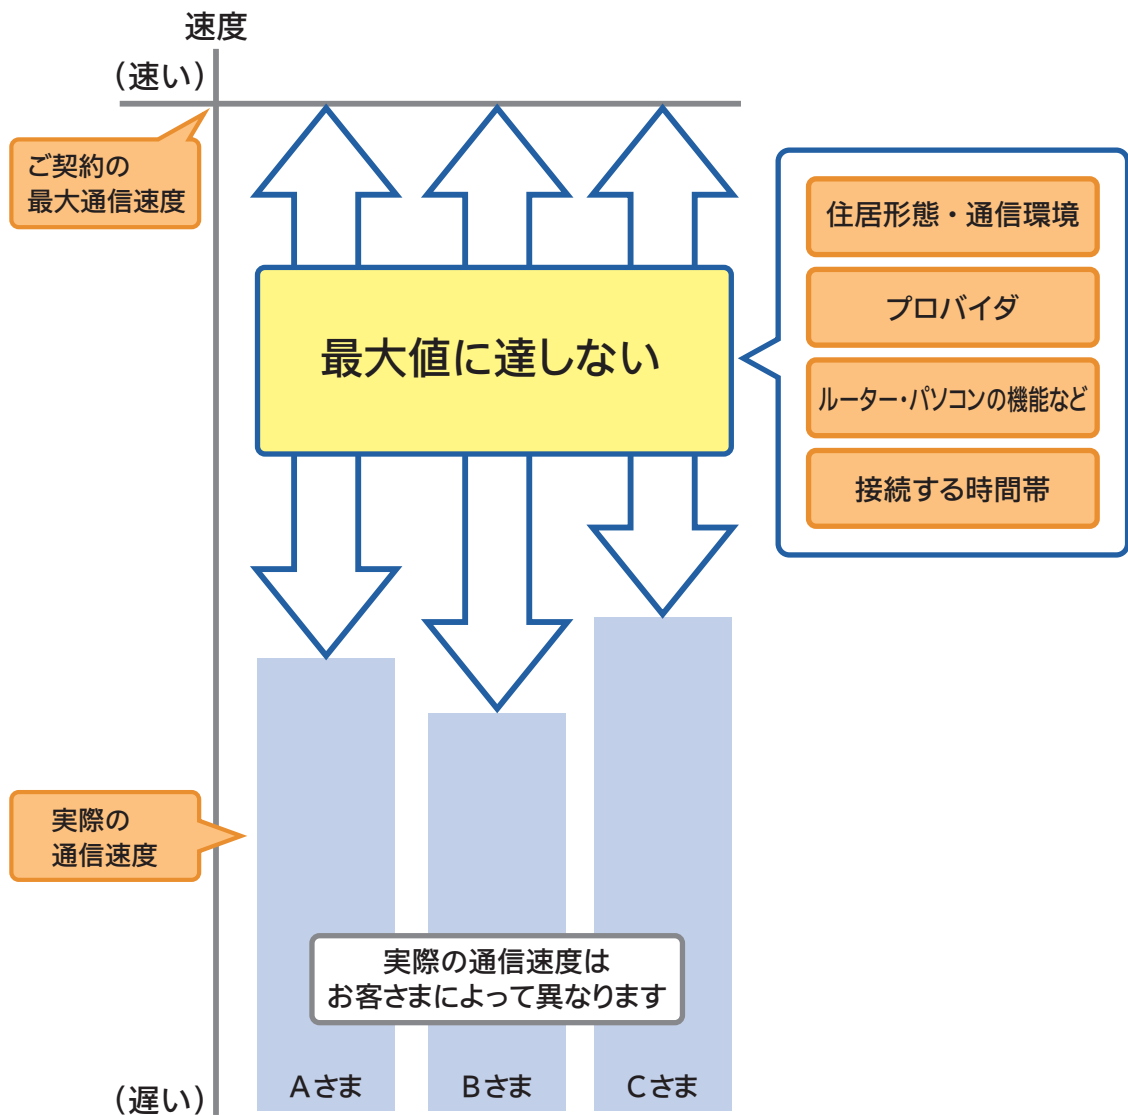 速度
（速い）
ご契約の
最大通信速度
住居形態・通信環境
プロバイダ
最大値に達しない
ルーター・パソコンの機能など
接続する時間帯
実際の
通信速度
実際の通信速度は
お客さまによって異なります
Aさま
Bさま
Cさま
（遅い）